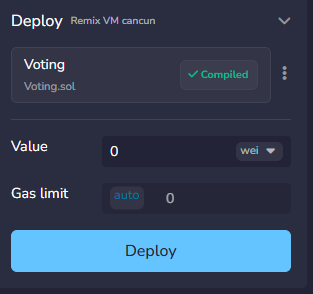 Deploy Remix VM cancun
Voting
Compiled
Voting.sol
Value
0
wei
Gas limit
auto
0
Deploy